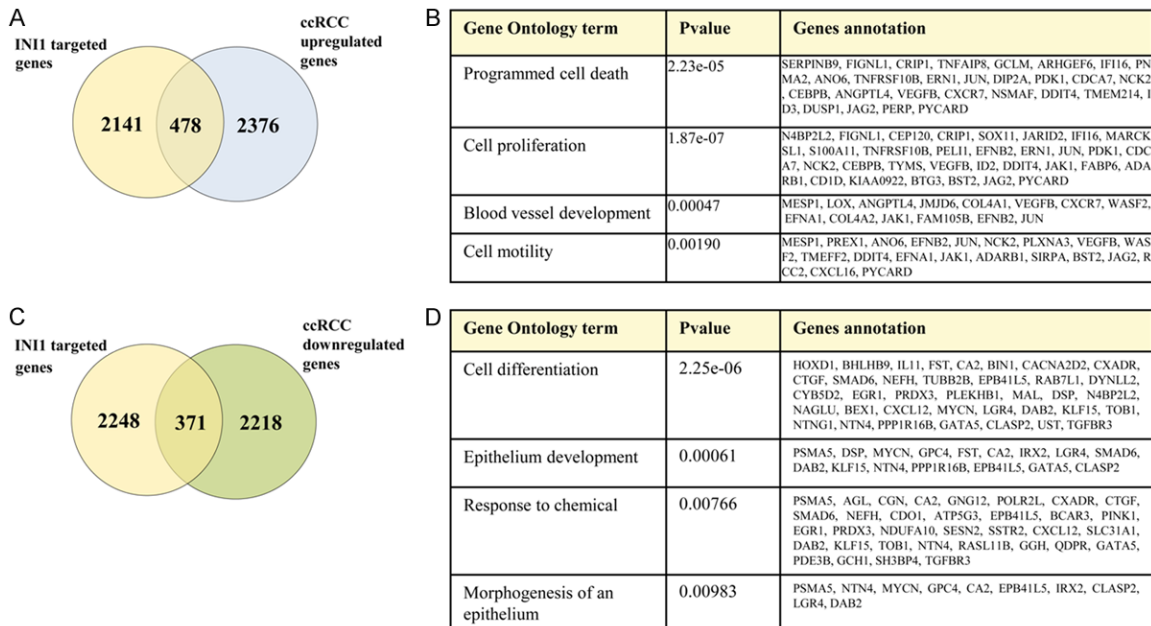 A
INI1 targeted
genes
ccRCC
upregulated
genes
2141
478
2376
B
Gene Ontology term
Pvalue
Genes annotation
Programmed cell death
2.23e-05
SERPINB9, FIGNL1, CRIP1, TNFAIP8, GCLM, ARHGEF6, IFI16, PN
MA2, ANO6, TNFRSF10B, ERN1, JUN, DIP2A, PDK1, CDCA7, NCK2
, CEBPB, ANGPTL4, VEGFB, CXCR7, NSMAF, DDIT4, TMEM214, I
D3, DUSP1, JAG2, PERP, PYCARD
Cell proliferation
1.87e-07
N4BP2L2, FIGNL1, CEP120, CRIP1, SOX11, JARID2, IFI16, MARCK
SL1, S100A11, TNFRSF10B, PELI1, EFNB2, ERN1, JUN, PDK1, CDC
A7, NCK2, CEBPB, TYMS, VEGFB, ID2, DDIT4, JAK1, FABP6, ADA
RB1, CD1D, KIAA0922, BTG3, BST2, JAG2, PYCARD
Blood vessel development
0.00047
MESP1, LOX, ANGPTL4, JMJD6, COL4A1, VEGFB, CXCR7, WASF2,
EFNA1, COL4A2, JAK1, FAM105B, EFNB2, JUN
Cell motility
0.00190
MESP1, PREX1, ANO6, EFNB2, JUN, NCK2, PLXNA3, VEGFB, WAS
F2, TMEFF2, DDIT4, EFNA1, JAK1, ADARB1, SIRPA, BST2, JAG2, R
CC2, CXCL16, PYCARD
C
INI1 targeted
genes
ccRCC
downregulated
genes
2248
371
2218
D
Gene Ontology term
Pvalue
Genes annotation
Cell differentiation
2.25e-06
HOXD1, BHLHB9, IL11, FST, CA2, BIN1, CACNA2D2, CXADR,
CTGF, SMAD6, NEFH, TUBB2B, EPB41L5, RAB7L1, DYNLL2,
CYB5D2, EGR1, PRDX3, PLEKHB1, MAL, DSP, N4BP2L2,
NAGLU, BEX1, CXCL12, MYCN, LGR4, DAB2, KLF15, TOB1,
NTNG1, NTN4, PPP1R16B, GATA5, CLASP2, UST, TGFBR3
Epithelium development
0.00061
PSMA5, DSP, MYCN, GPC4, FST, CA2, IRX2, LGR4, SMAD6,
DAB2, KLF15, NTN4, PPP1R16B, EPB41L5, GATA5, CLASP2
Response to chemical
0.00766
PSMA5, AGL, CGN, CA2, GNG12, POLR2L, CXADR, CTGF,
SMAD6, NEFH, CDO1, ATP5G3, EPB41L5, BCAR3, PINK1,
EGR1, PRDX3, NDUFA10, SESN2, SSTR2, CXCL12, SLC31A1,
DAB2, KLF15, TOB1, NTN4, RASL11B, GGH, QDPR, GATA5,
PDE3B, GCH1, SH3BP4, TGFBR3
Morphogenesis of an
epithelium
0.00983
PSMA5, NTN4, MYCN, GPC4, CA2, EPB41L5, IRX2, CLASP2,
LGR4, DAB2